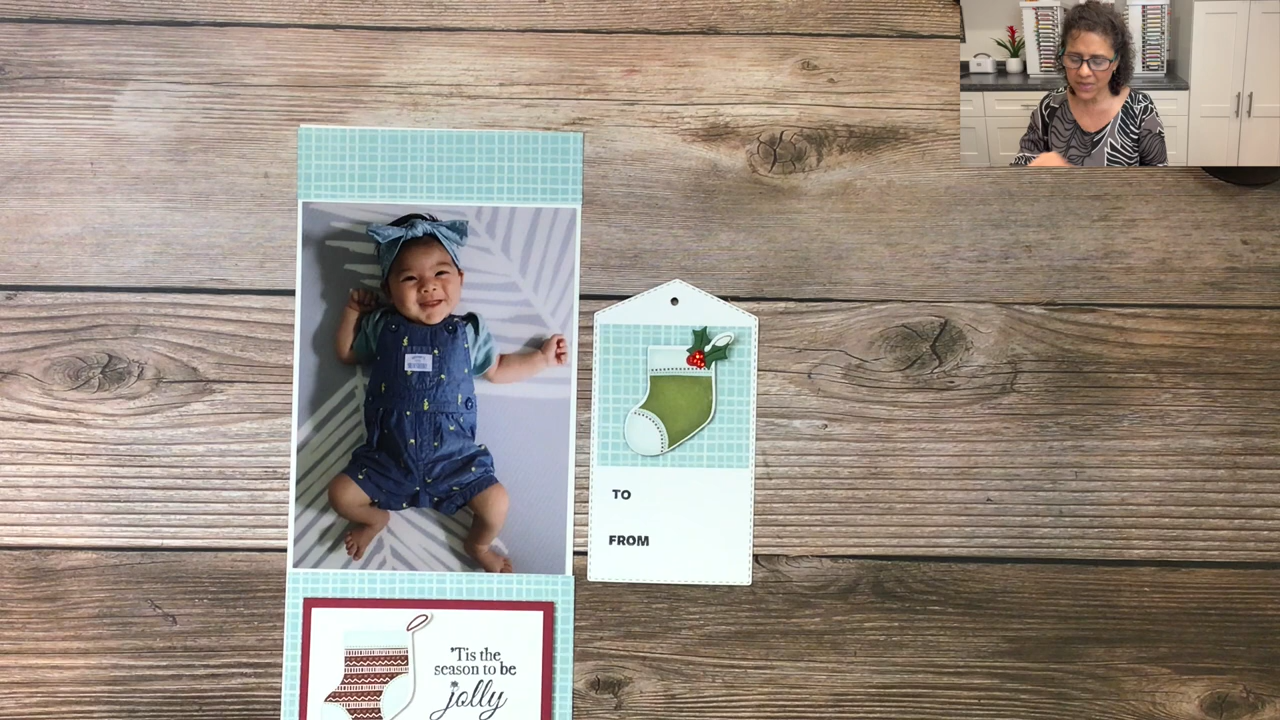 TO
FROM
'Tis the
season to be
jolly